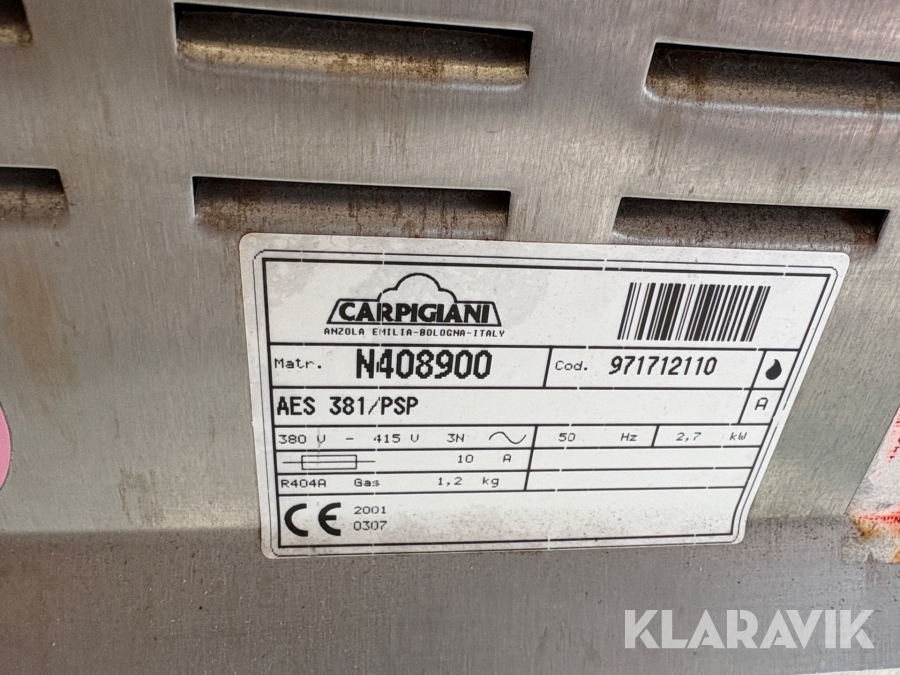 CARPIGIANI
ANZOLA EMILIA-BOLOGNA-ITALY
Matr. N408900 Cod. 971712110
AES 381/PSP A
380 V - 415 V 3N 50 Hz 2,7 kW
10 A
R404A Gas 1,2 kg
CE 2001
0307
KLARAVIK